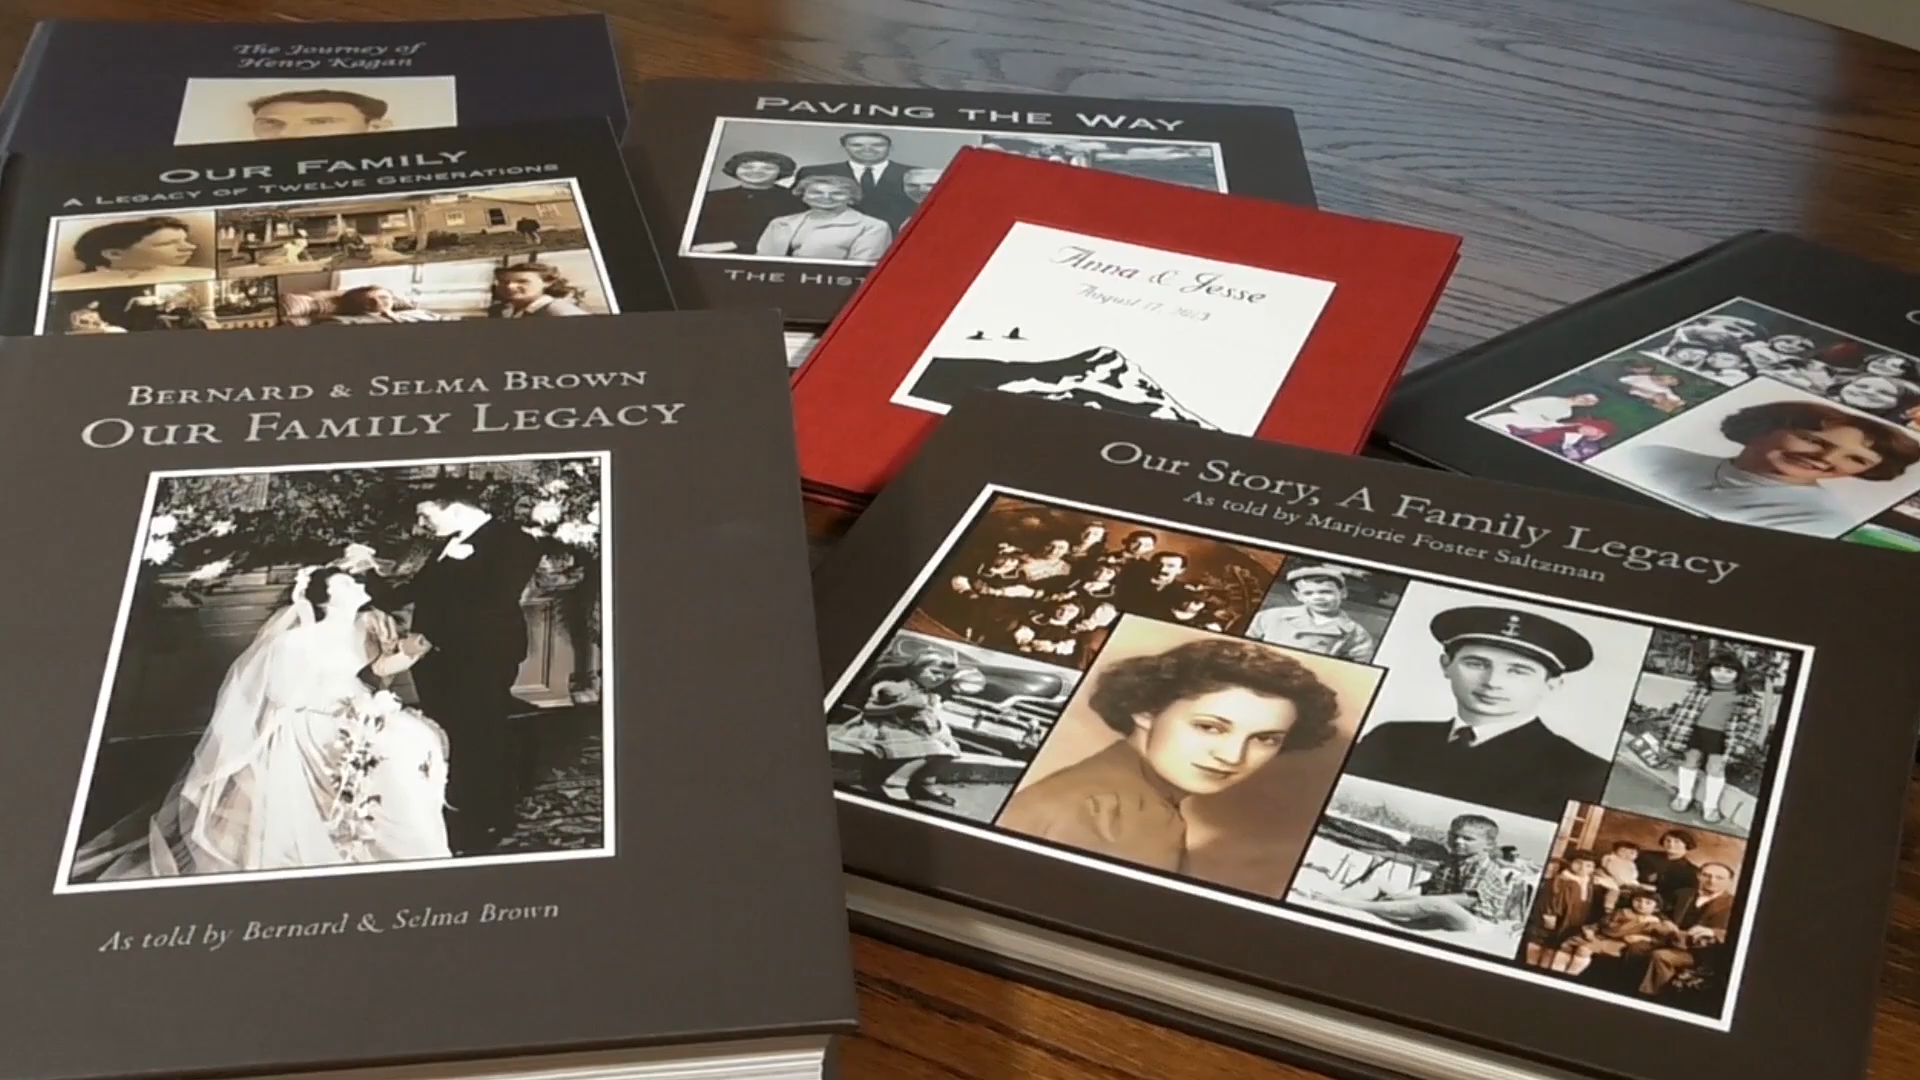 The Journey of
Henry Kagan
OUR FAMILY
A LEGACY OF TWELVE GENERATIONS
PAVING THE WAY
THE
Anna & Jesse
August 17, 2013
BERNARD & SELMA BROWN
OUR FAMILY LEGACY
As told by Bernard & Selma Brown
Our Story, A Family Legacy
As told by Marjorie Foster Saltzman